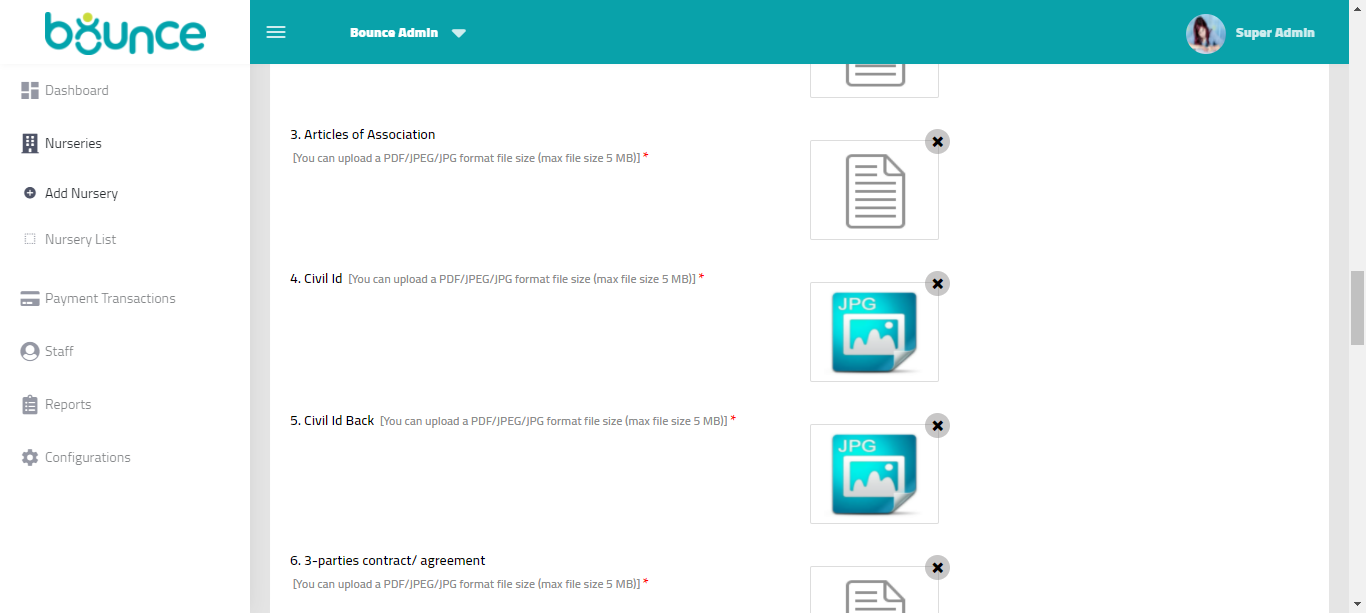 bounce
Bounce Admin
Super Admin
Dashboard
Nurseries
Add Nursery
Nursery List
Payment Transactions
Staff
Reports
Configurations
3. Articles of Association
[You can upload a PDF/JPEG/JPG format file size (max file size 5 MB)] *
4. Civil Id [You can upload a PDF/JPEG/JPG format file size (max file size 5 MB)] *
JPG
5. Civil Id Back [You can upload a PDF/JPEG/JPG format file size (max file size 5 MB)] *
JPG
6. 3-parties contract/ agreement
[You can upload a PDF/JPEG/JPG format file size (max file size 5 MB)] *